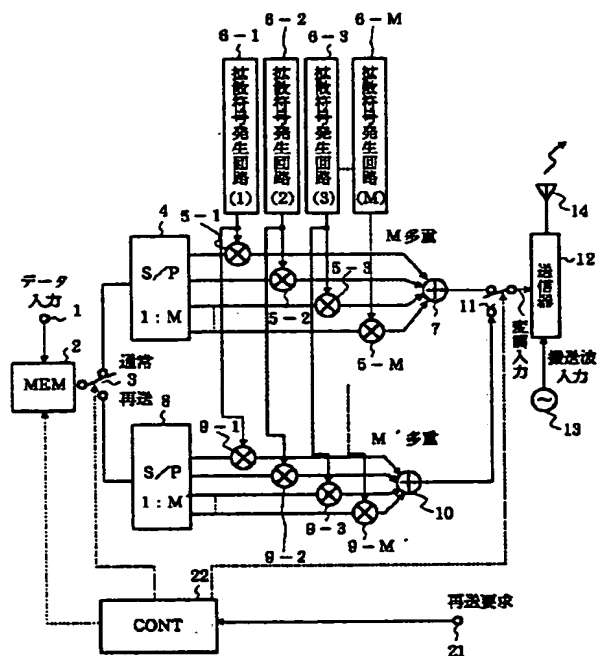 6-1
6-2
6-3
6-M
拡散符号発生回路(1)
拡散符号発生回路(2)
拡散符号発生回路(3)
拡散符号発生回路(M)
4
5-1
M多重
14
12
送信器
データ
入力
1
S/P
1:M
5-2
5-3
5-M
7
11
変調入力
搬送波
入力
13
2
MEM
通常
3
再送
8
9-1
M'多重
S/P
1:M
9-2
9-3
9-M'
10
22
CONT
再送要求
21